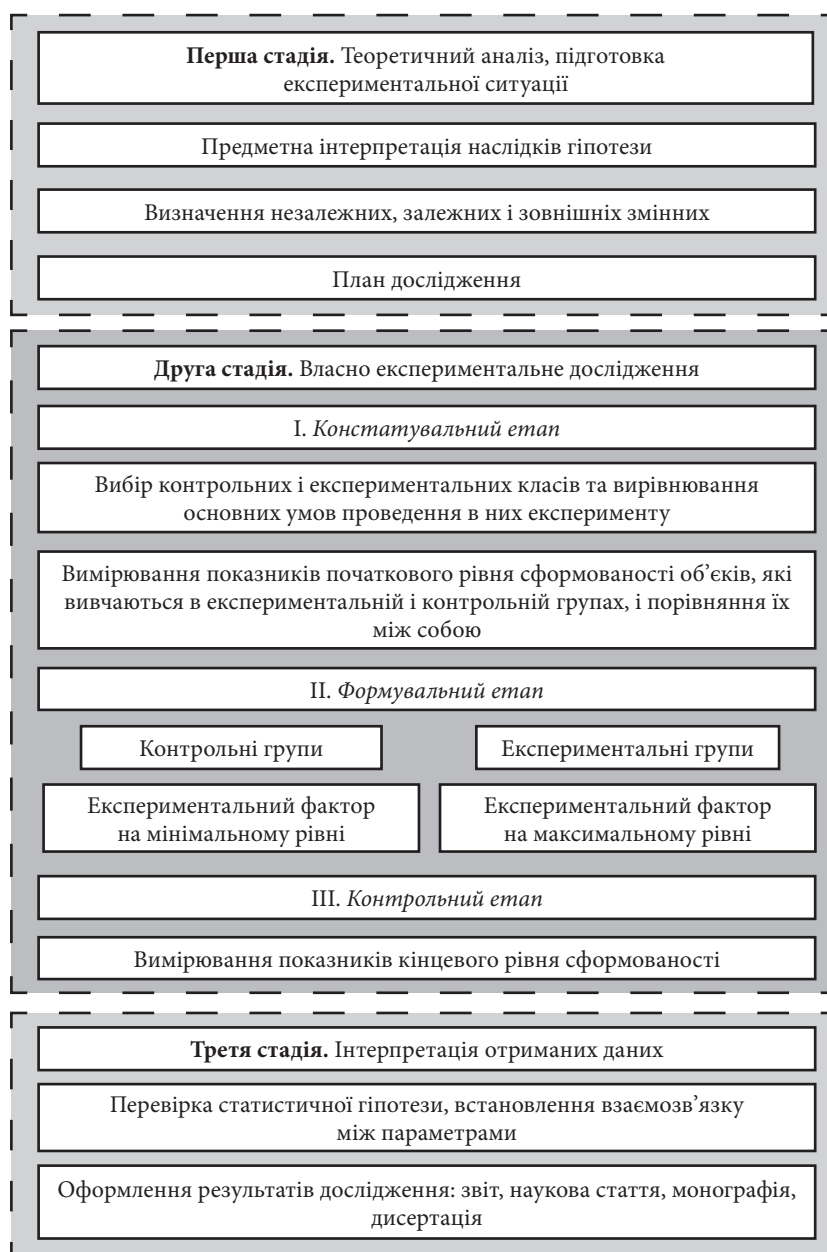 Перша стадія. Теоретичний аналіз, підготовка
експериментальної ситуації
Предметна інтерпретація наслідків гіпотези
Визначення незалежних, залежних і зовнішніх змінних
План дослідження
Друга стадія. Власно експериментальне дослідження
I. Констатувальний етап
Вибір контрольних і експериментальних класів та вирівнювання
основних умов проведення в них експерименту
Вимірювання показників початкового рівня сформованості об’єків, які
вивчаються в експериментальній і контрольній групах, і порівняння їх
між собою
II. Формувальний етап
Контрольні групи
Експериментальні групи
Експериментальний фактор
на мінімальному рівні
Експериментальний фактор
на максимальному рівні
III. Контрольний етап
Вимірювання показників кінцевого рівня сформованості
Третя стадія. Інтерпретація отриманих даних
Перевірка статистичної гіпотези, встановлення взаємозв’язку
між параметрами
Оформлення результатів дослідження: звіт, наукова стаття, монографія,
дисертація